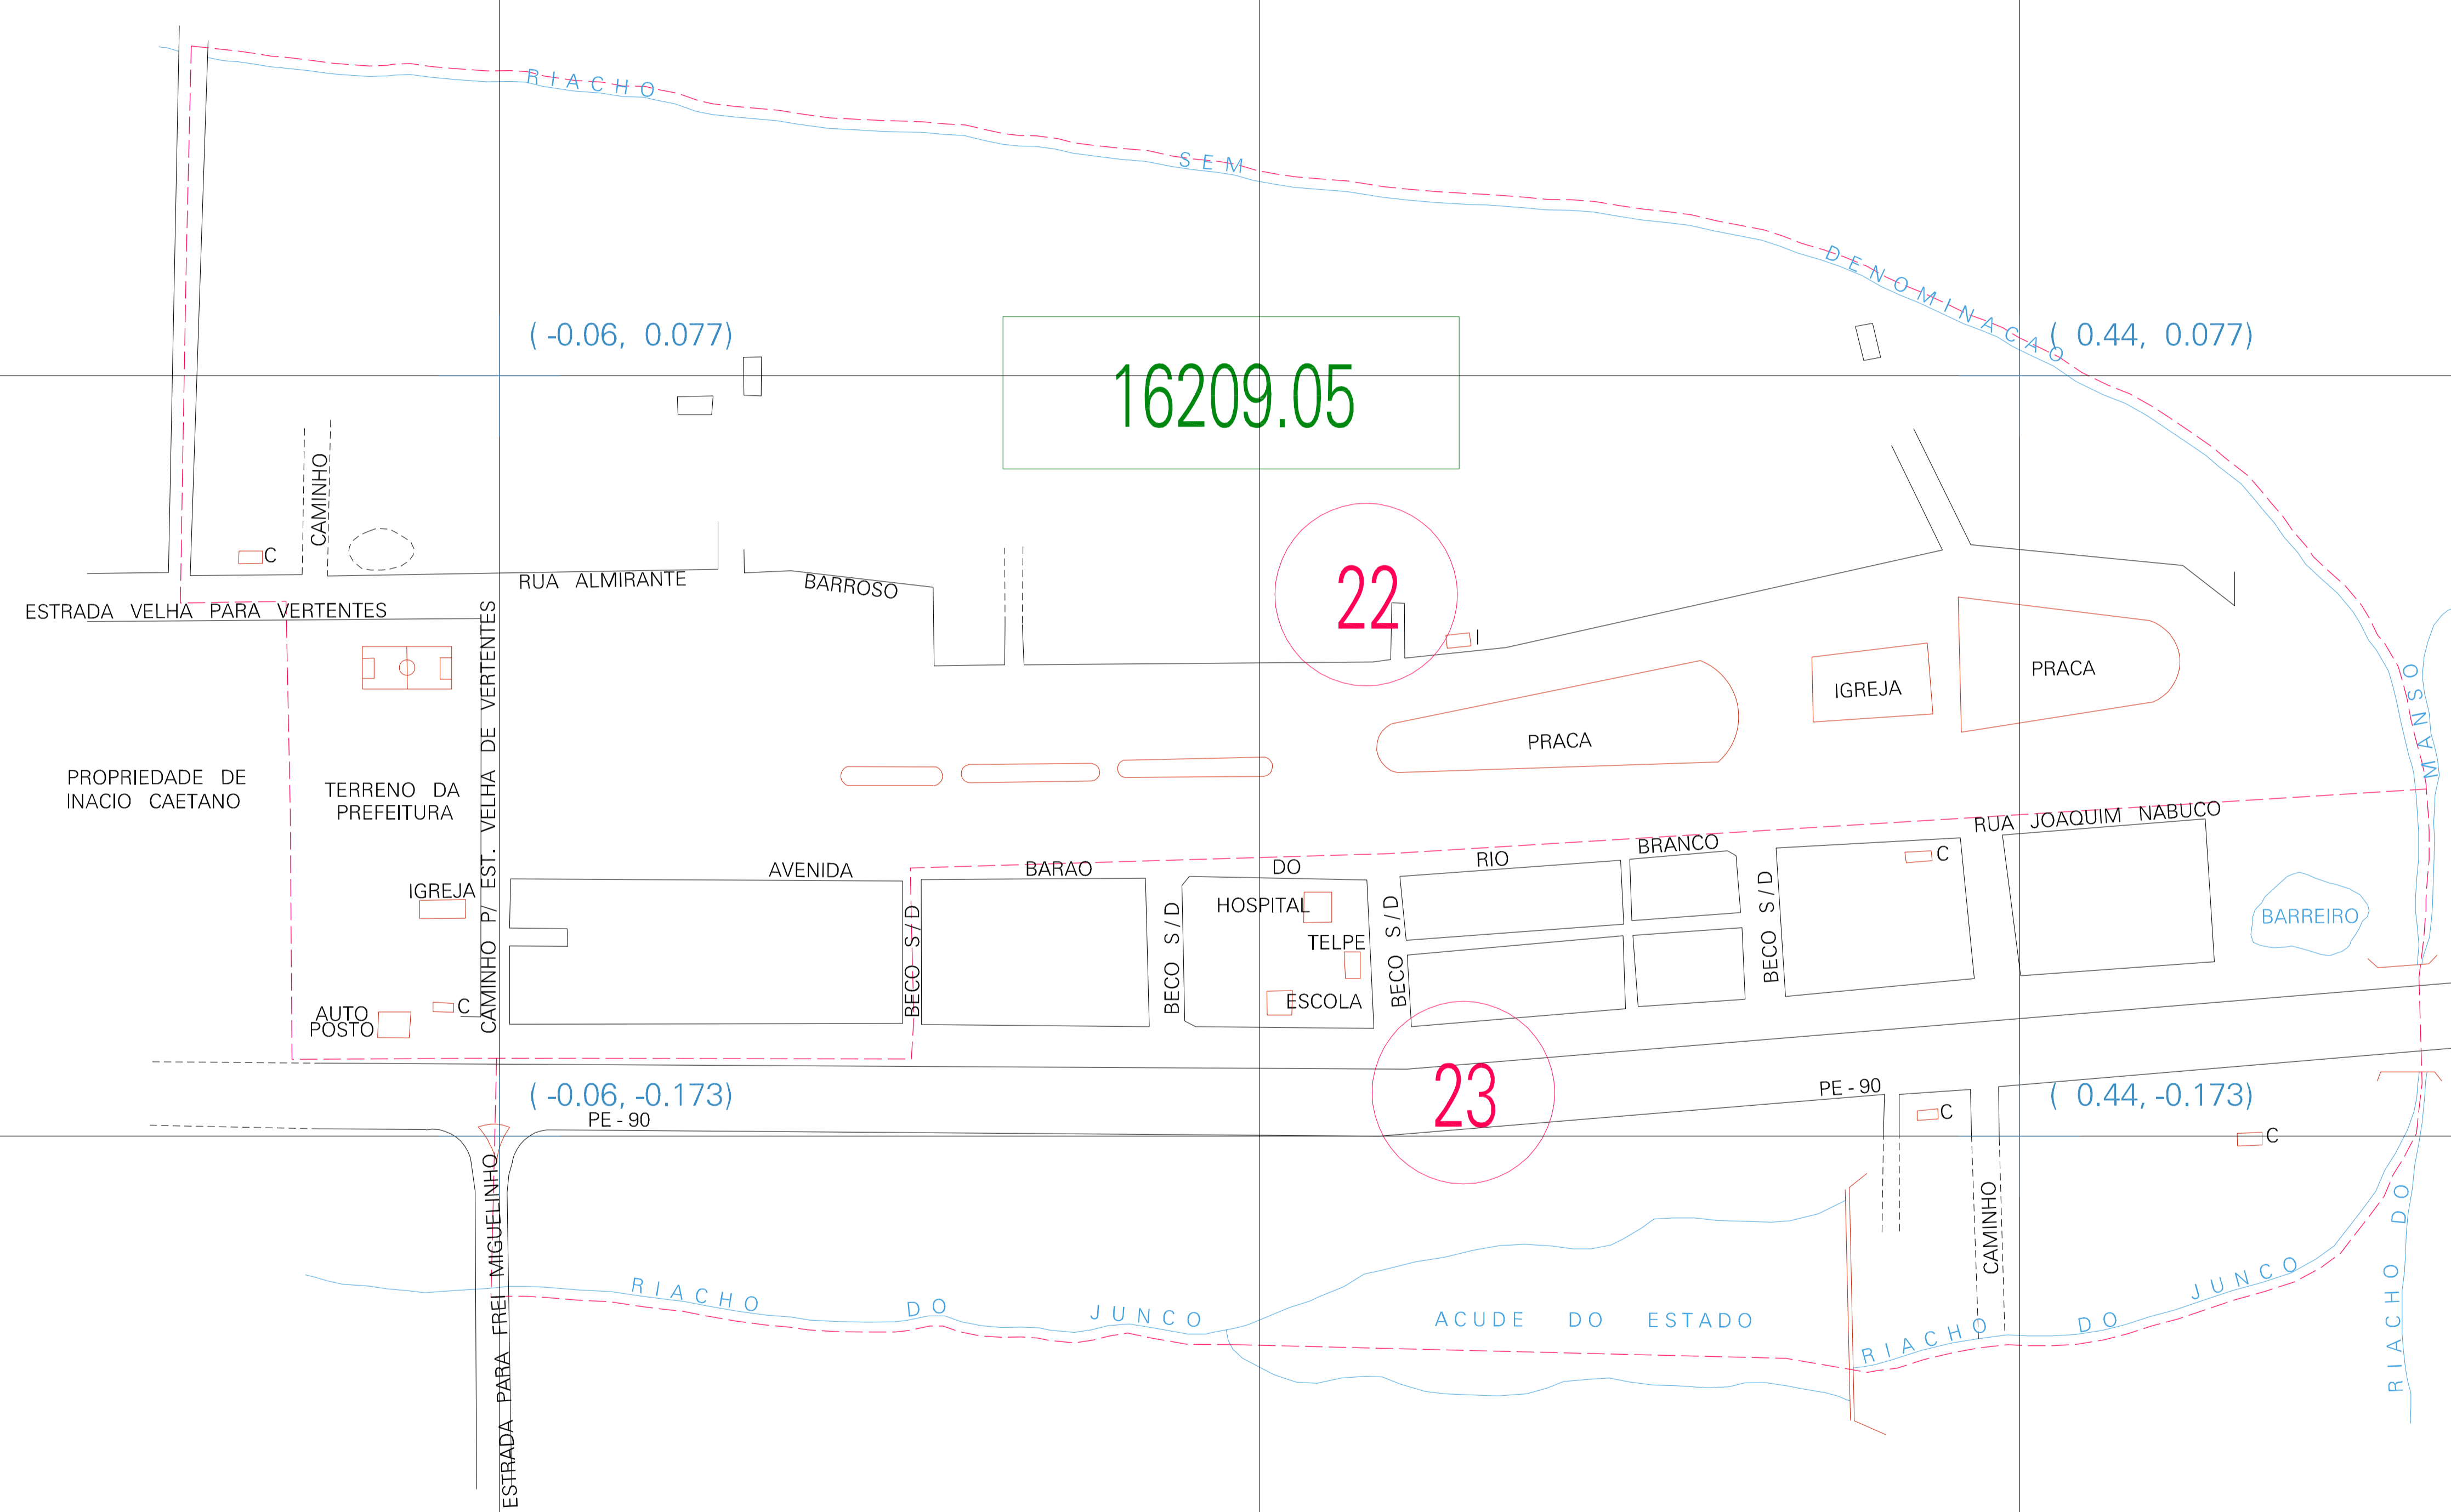 RIACHO
SEM
DENOMINACAO
( -0.06, 0.077)
( 0.44, 0.077)
16209.05
CAMINHO
C
RUA ALMIRANTE
BARROSO
22
ESTRADA VELHA PARA VERTENTES
I
PRACA
IGREJA
PRACA
MANSO
CAMINHO P/ EST. VELHA DE VERTENTES
PROPRIEDADE DE
INACIO CAETANO
TERRENO DA
PREFEITURA
RUA JOAQUIM NABUCO
AVENIDA
BARAO
DO
RIO
BRANCO
C
IGREJA
HOSPITAL
BARREIRO
BECO S/D
BECO S/D
BECO S/D
BECO S/D
TELPE
ESCOLA
C
AUTO
POSTO
( -0.06, -0.173)
PE - 90
23
PE - 90
C
( 0.44, -0.173)
C
ESTRADA PARA FREI MIGUELINHO
CAMINHO
RIACHO
DO
JUNCO
ACUDE DO ESTADO
RIACHO
DO
JUNCO
RIACHO DO